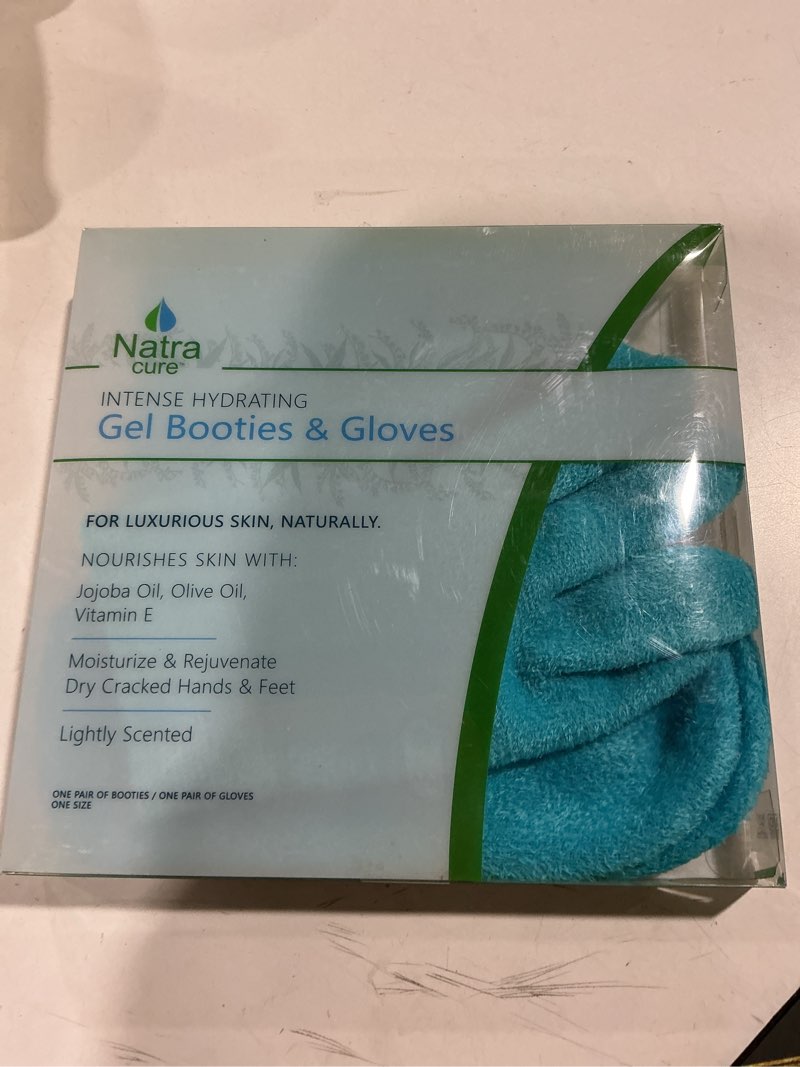 Natra
cure™
INTENSE HYDRATING
Gel Booties & Gloves
FOR LUXURIOUS SKIN, NATURALLY.
NOURISHES SKIN WITH:
Jojoba Oil, Olive Oil,
Vitamin E
Moisturize & Rejuvenate
Dry Cracked Hands & Feet
Lightly Scented
ONE PAIR OF BOOTIES / ONE PAIR OF GLOVES
ONE SIZE